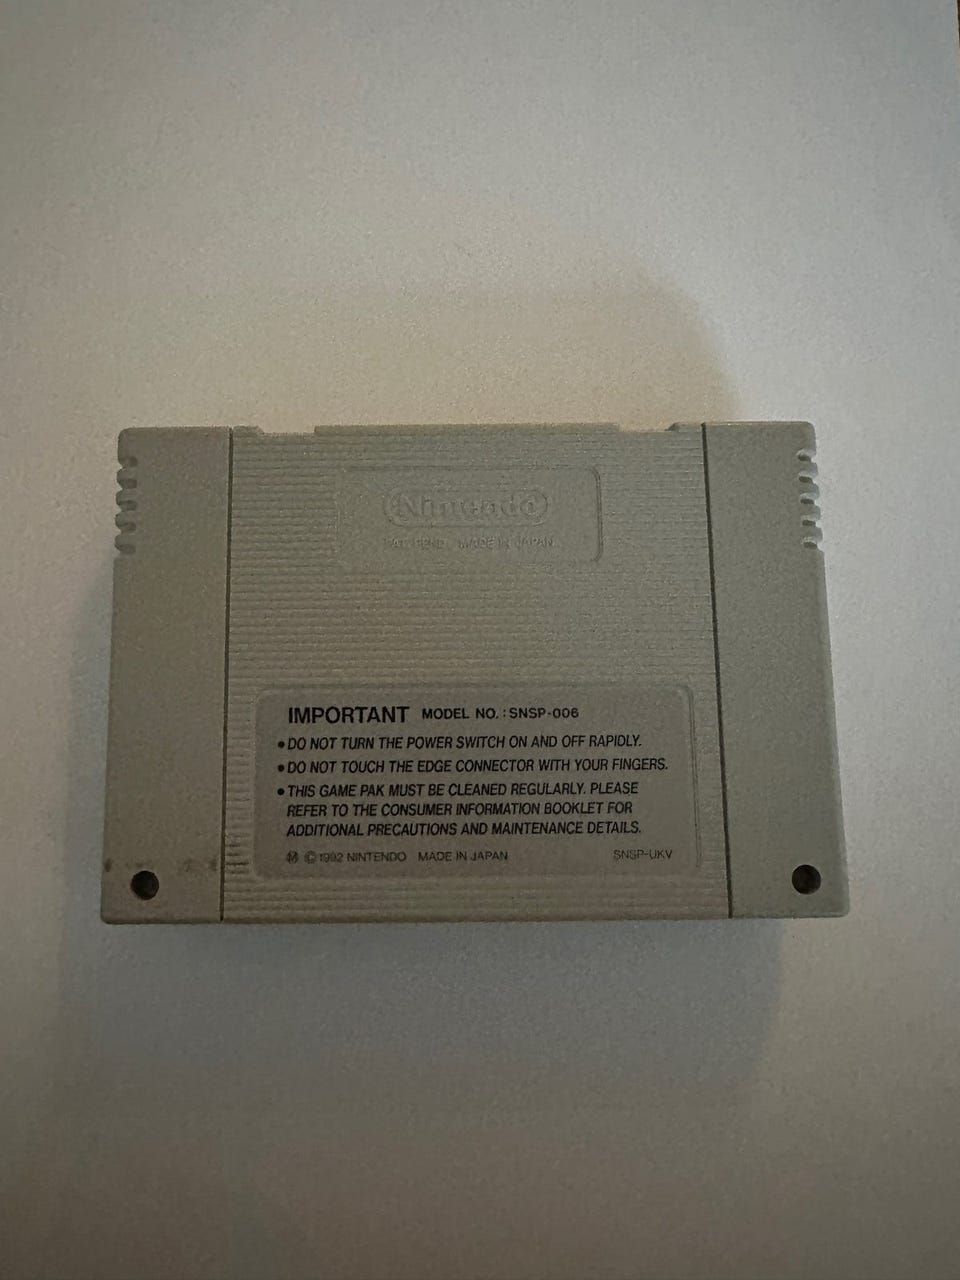 Nintendo
PAT. PEND. MADE IN JAPAN
IMPORTANT MODEL NO. : SNSP-006
•DO NOT TURN THE POWER SWITCH ON AND OFF RAPIDLY.
•DO NOT TOUCH THE EDGE CONNECTOR WITH YOUR FINGERS.
•THIS GAME PAK MUST BE CLEANED REGULARLY. PLEASE
REFER TO THE CONSUMER INFORMATION BOOKLET FOR
ADDITIONAL PRECAUTIONS AND MAINTENANCE DETAILS.
Ⓜ ©1992 NINTENDO MADE IN JAPAN SNSP-UKV